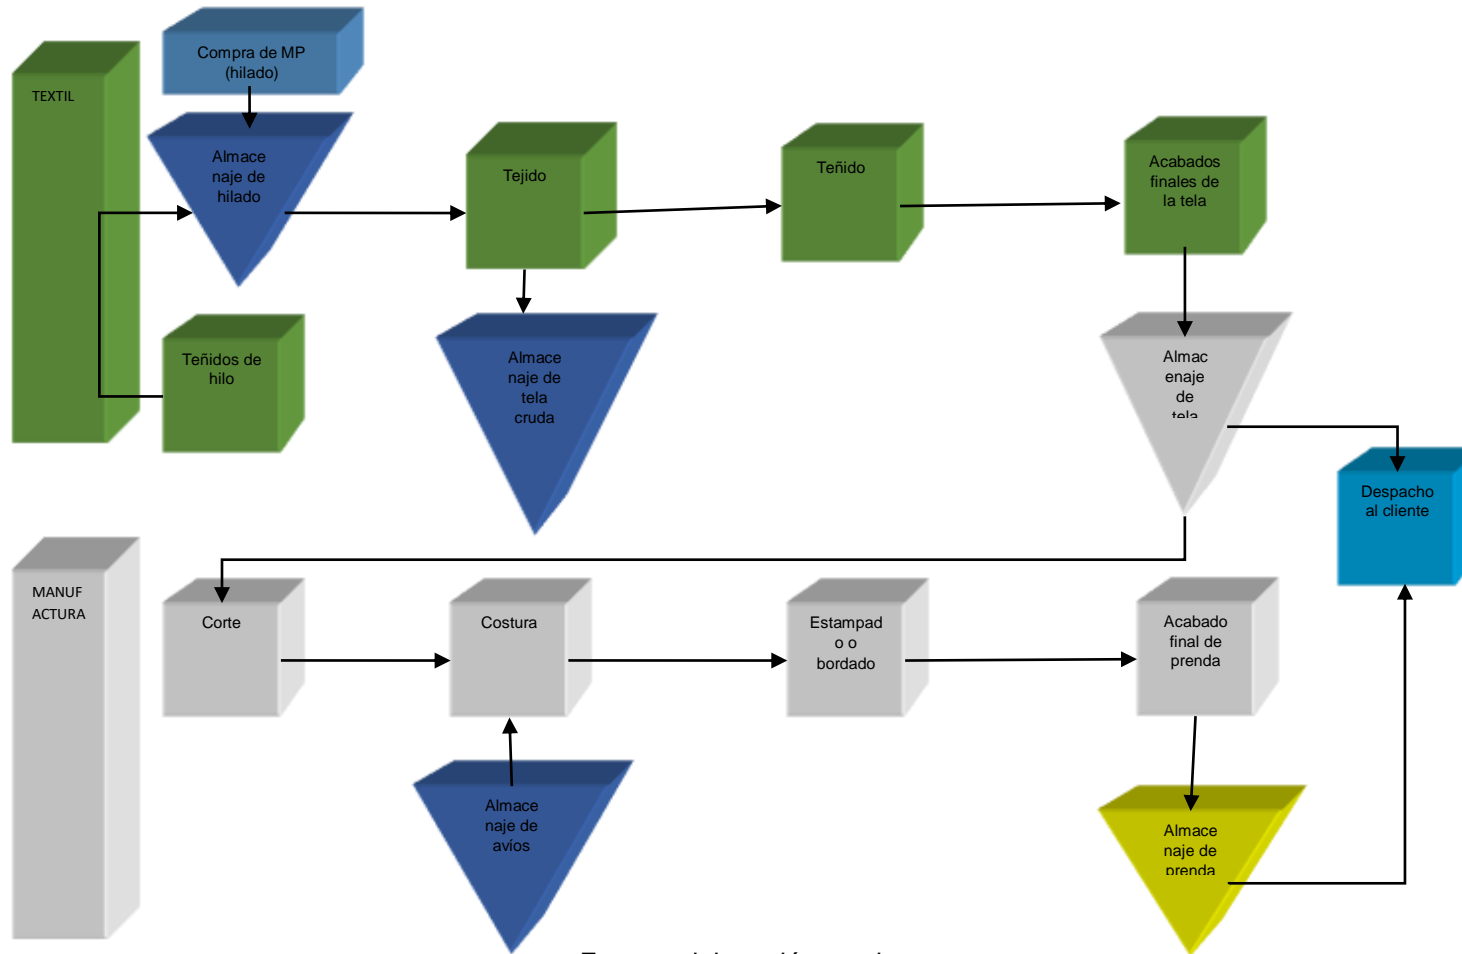 Compra de MP
(hilado)
TEXTIL
Almace
naje de
hilado
Tejido
Teñido
Acabados
finales de
la tela
Teñidos de
hilo
Almace
naje de
tela
cruda
Almac
enaje
de
tela
Despacho
al cliente
MANUF
ACTURA
Corte
Costura
Estampad
o o
bordado
Acabado
final de
prenda
Almace
naje de
avíos
Almace
naje de
prenda